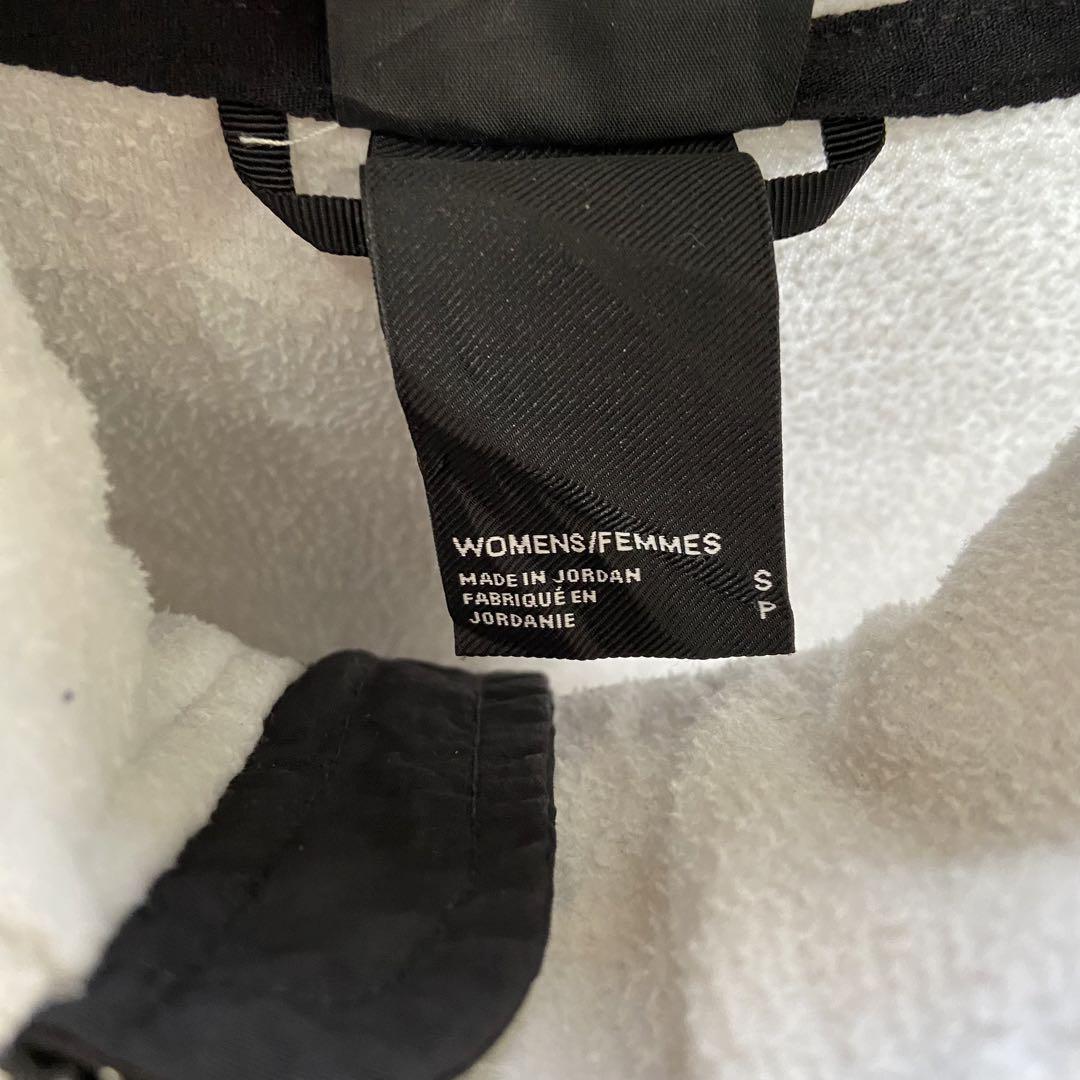 WOMENS/FEMMES
MADE IN JORDAN
FABRIQUÉ EN
JORDANIE
S
P